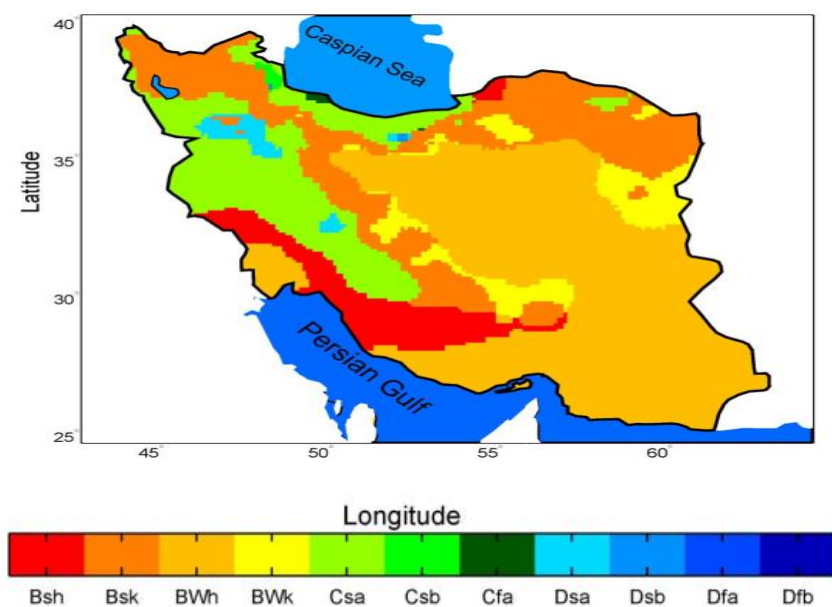 40°
Caspian Sea
35°
Latitude
30°
Persian Gulf
25°
45° 50° 55° 60°
Longitude
Bsh Bsk BWh BWk Csa Csb Cfa Dsa Dsb Dfa Dfb